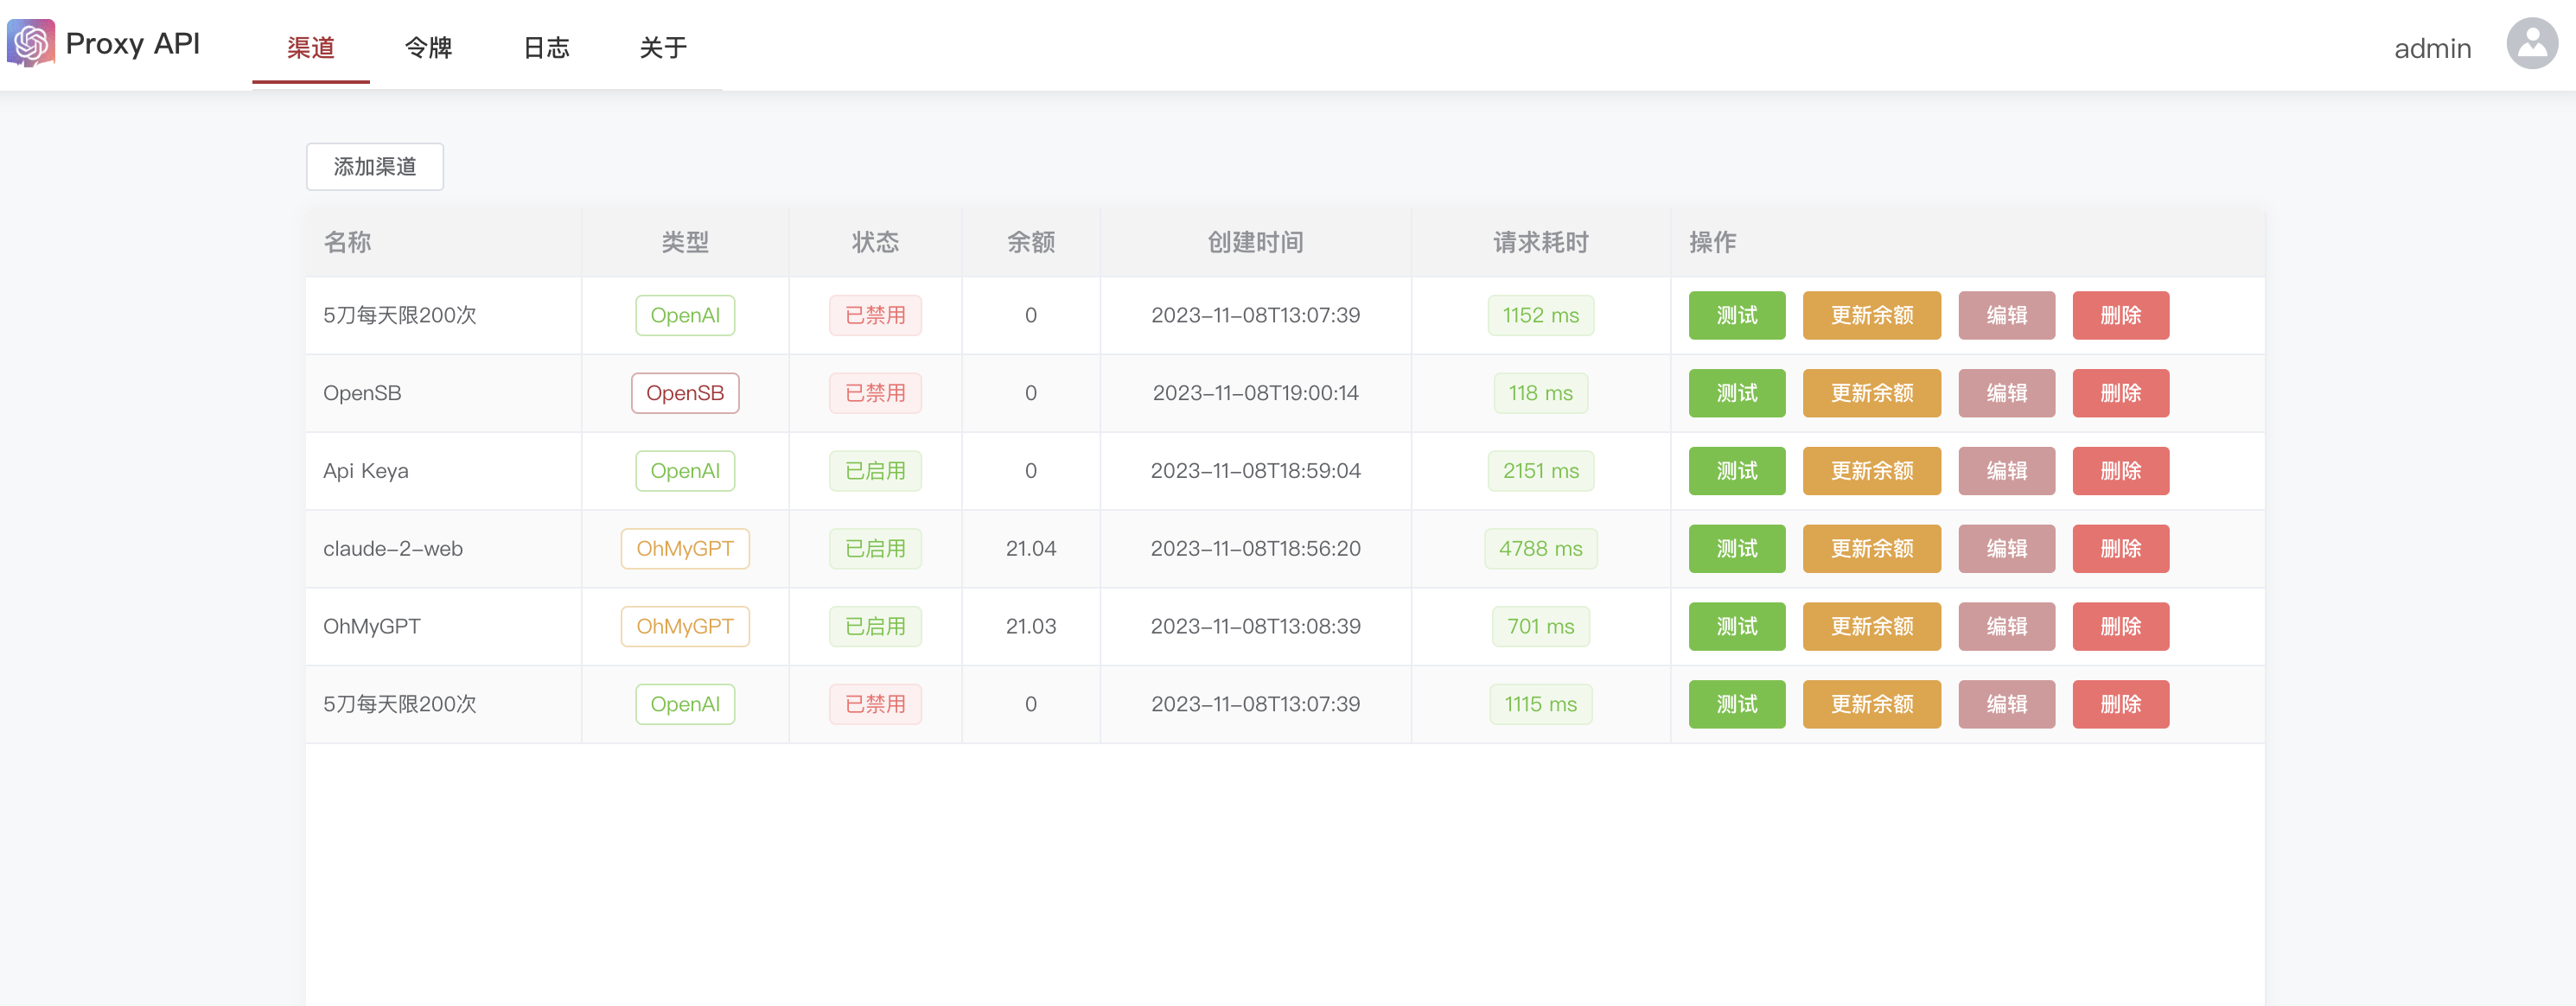 Proxy API 渠道 令牌 日志 关于 admin
添加渠道
名称 类型 状态 余额 创建时间 请求耗时 操作
5刀每天限200次 OpenAI 已禁用 0 2023-11-08T13:07:39 1152 ms 测试 更新余额 编辑 删除
OpenSB OpenSB 已禁用 0 2023-11-08T19:00:14 118 ms 测试 更新余额 编辑 删除
Api Keya OpenAI 已启用 0 2023-11-08T18:59:04 2151 ms 测试 更新余额 编辑 删除
claude-2-web OhMyGPT 已启用 21.04 2023-11-08T18:56:20 4788 ms 测试 更新余额 编辑 删除
OhMyGPT OhMyGPT 已启用 21.03 2023-11-08T13:08:39 701 ms 测试 更新余额 编辑 删除
5刀每天限200次 OpenAI 已禁用 0 2023-11-08T13:07:39 1115 ms 测试 更新余额 编辑 删除